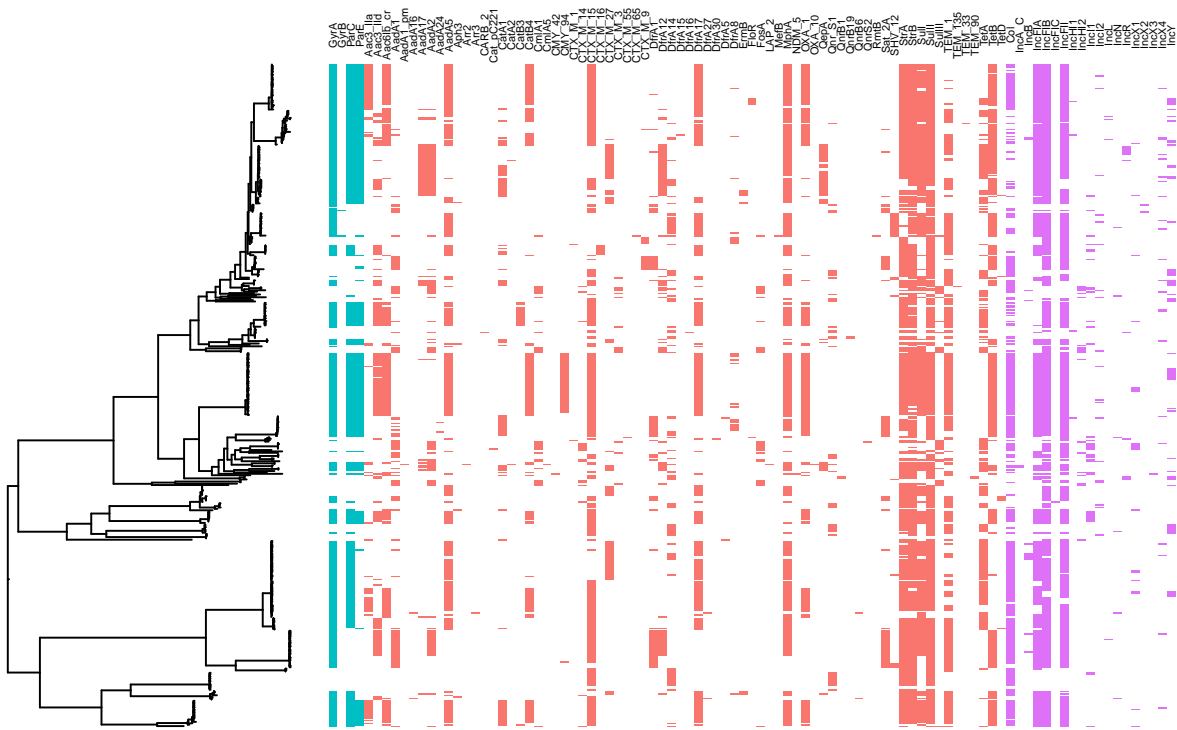 GyrA
GyrB
ParC
ParE
Aac3_IIa
Aac3_IId
Aac6Ib_cr
AadA1
AadA1_pm
AadA16
AadA17
AadA2
AadA24
AadA5
Aph3
Arr2
Arr3
CARB_2
Cat_pC221
CatA1
CatA2
CatB3
CatB4
CmlA1
CmlA5
CMY_42
CMY_94
CTX_M_1
CTX_M_14
CTX_M_15
CTX_M_16
CTX_M_27
CTX_M_3
CTX_M_55
CTX_M_65
CTX_M_9
DfrA1
DfrA12
DfrA14
DfrA15
DfrA16
DfrA17
DfrA27
DfrA30
DfrA5
DfrA8
ErmB
FloR
FosA
LAP_2
MefB
MphA
NDM_5
OXA_1
OXA_10
QepA
Qnr_S1
QnrB1
QnrB19
QnrB6
QnrS2
RmtB
Sat_2A
SHV_12
StrA
StrB
SulI
SulII
SulIII
TEM_1
TEM_135
TEM_33
TEM_90
TetA
TetB
TetD
Col
IncA_C
IncB
IncFIA
IncFIB
IncFIC
IncFII
IncHI1
IncHI2
IncI1
IncI2
IncL
IncN
IncR
IncX1
IncX2
IncX3
IncX4
IncY